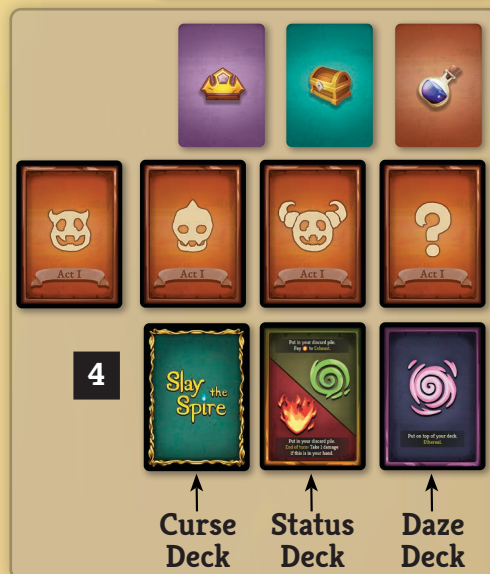 Act I
Act I
Act I
Act I
4
Slay the
Spire
Put in your discard pile.
Pay to Exhaust.
Put in your discard pile.
End of turn: Take 1 damage
if this is in your hand.
Put on top of your deck.
Ethereal.
Curse
Deck
Status
Deck
Daze
Deck